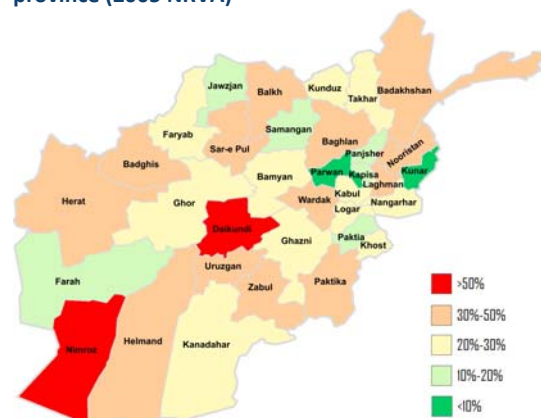 province (2005 NRVA)
Jawzjan
Balkh
Kunduz
Takhar
Badakhshan
Faryab
Samangan
Sar-e Pul
Baghlan
Panjsher
Nooristan
Badghis
Bamyan
Parwan
Kapisa
Kunar
Laghman
Herat
Ghor
Wardak
Kabul
Nangarhar
Logar
Daikundi
Ghazni
Paktia
Khost
Farah
Uruzgan
Zabul
Paktika
Nimroz
Helmand
Kanadahar
>50%
30%-50%
20%-30%
10%-20%
<10%